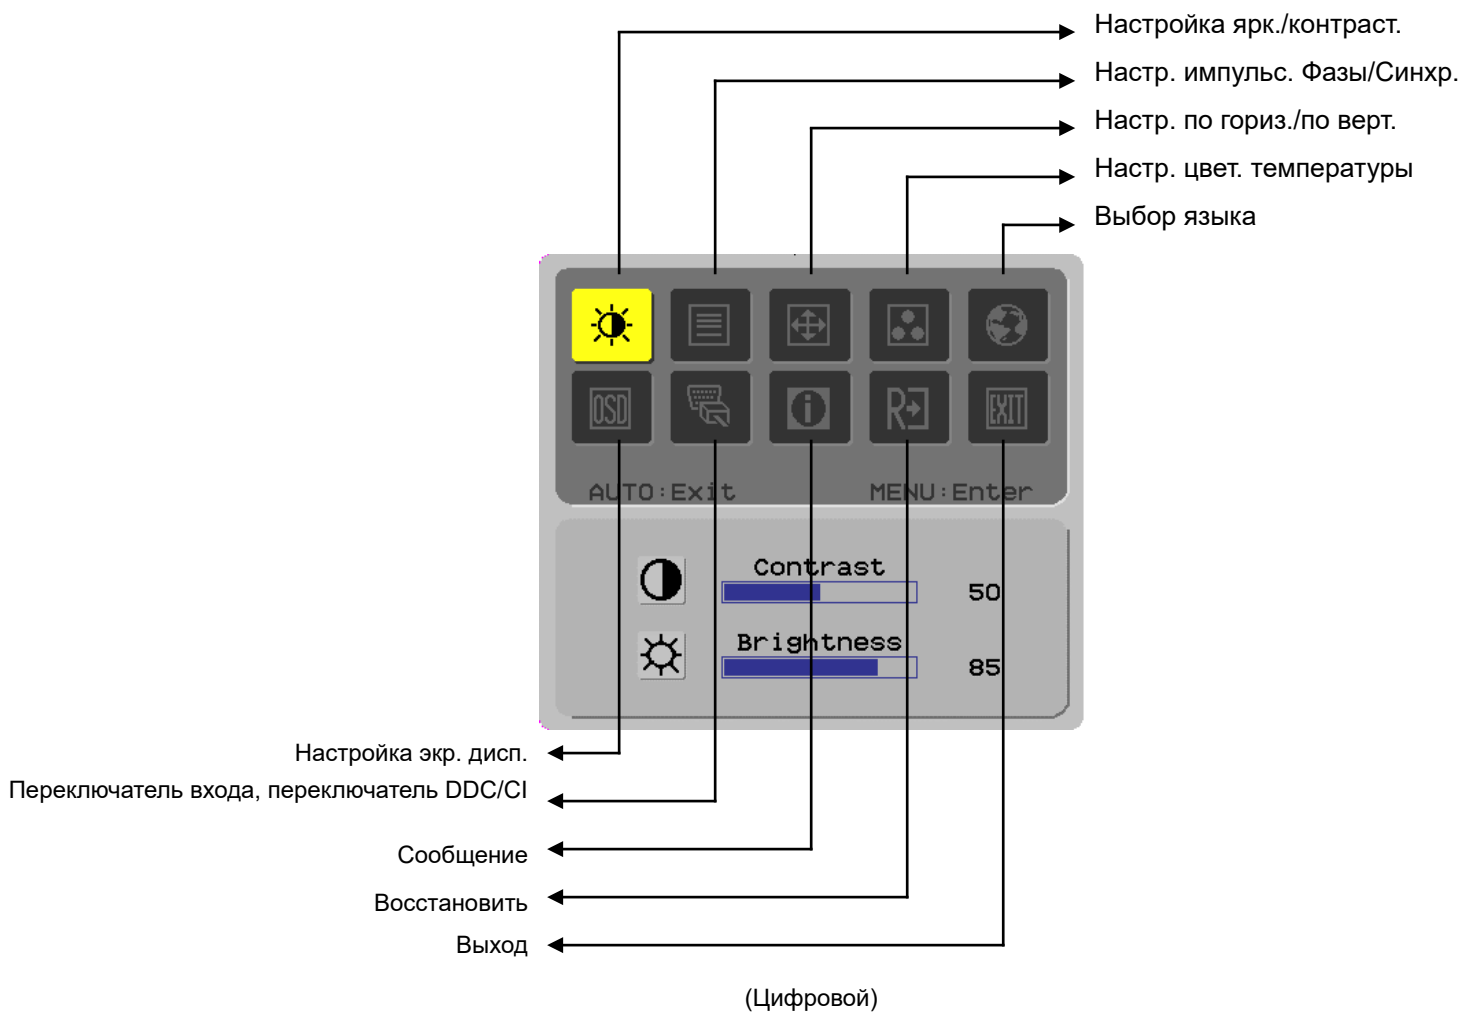 Настройка ярк./контраст.
Настр. импульс. Фазы/Синхр.
Настр. по гориз./по верт.
Настр. цвет. температуры
Выбор языка
OSD
i
R
EXIT
AUTO:Exit MENU:Enter
Contrast
50
Brightness
85
Настройка экр. дисп.
Переключатель входа, переключатель DDC/CI
Сообщение
Восстановить
Выход
(Цифровой)